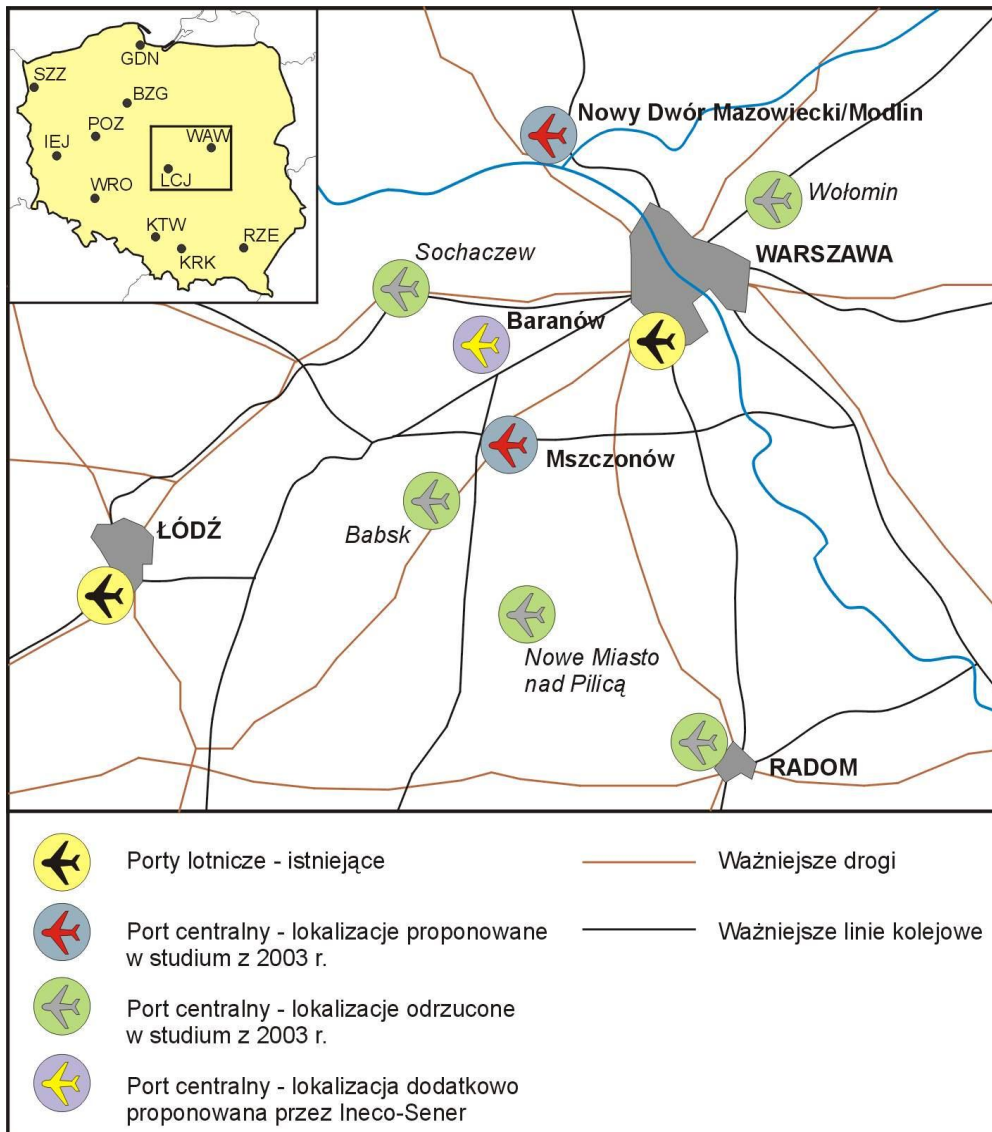 GDN
SZZ
BZG
POZ
IEJ
WAW
LCJ
WRO
KTW
KRK
RZE
Nowy Dwór Mazowiecki/Modlin
Wołomin
WARSZAWA
Sochaczew
Baranów
Mszczonów
Babsk
ŁÓDŹ
Nowe Miasto
nad Pilicą
RADOM
Porty lotnicze - istniejące
Port centralny - lokalizacje proponowane
w studium z 2003 r.
Port centralny - lokalizacje odrzucone
w studium z 2003 r.
Port centralny - lokalizacja dodatkowo
proponowana przez Ineco-Sener
Ważniejsze drogi
Ważniejsze linie kolejowe